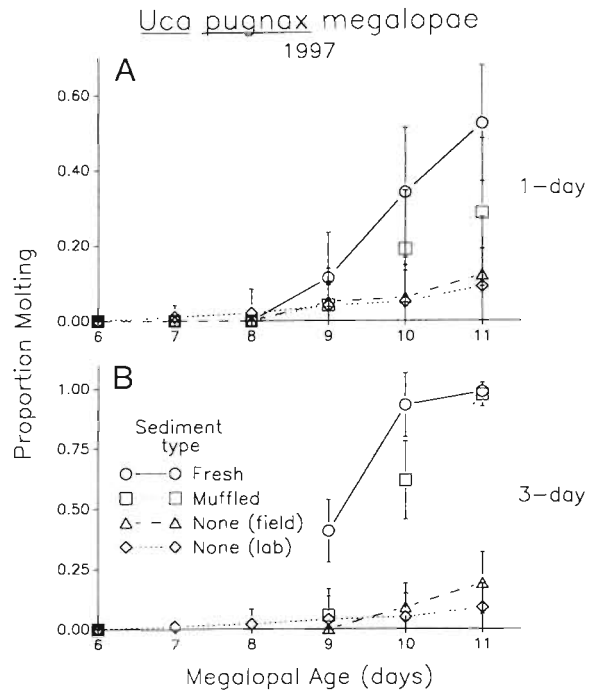 Uca pugnax megalopae
1997
A
0.60
0.40
0.20
0.00
6 7 8 9 10 11
1-day
Proportion Molting
B
1.00
0.75
0.50
0.25
0.00
Sediment
type
Fresh
Muffled
None (field)
None (lab)
6 7 8 9 10 11
3-day
Megalopal Age (days)